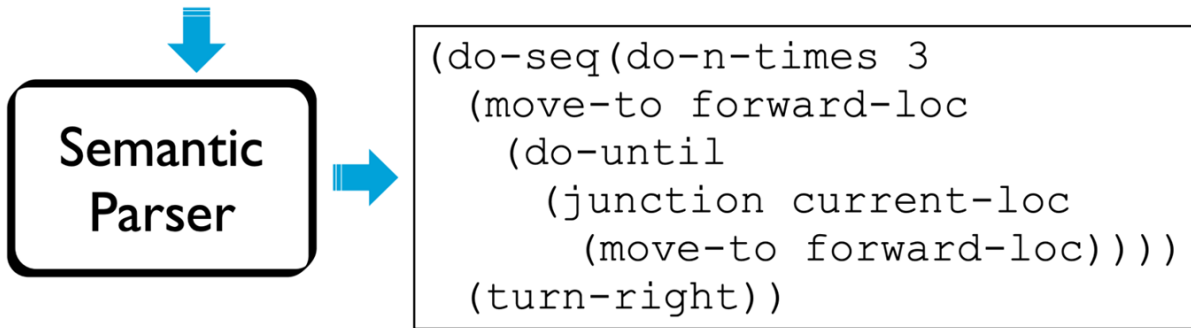 Semantic
Parser
(do-seq(do-n-times 3
(move-to forward-loc
(do-until
(junction current-loc
(move-to forward-loc))))
(turn-right))